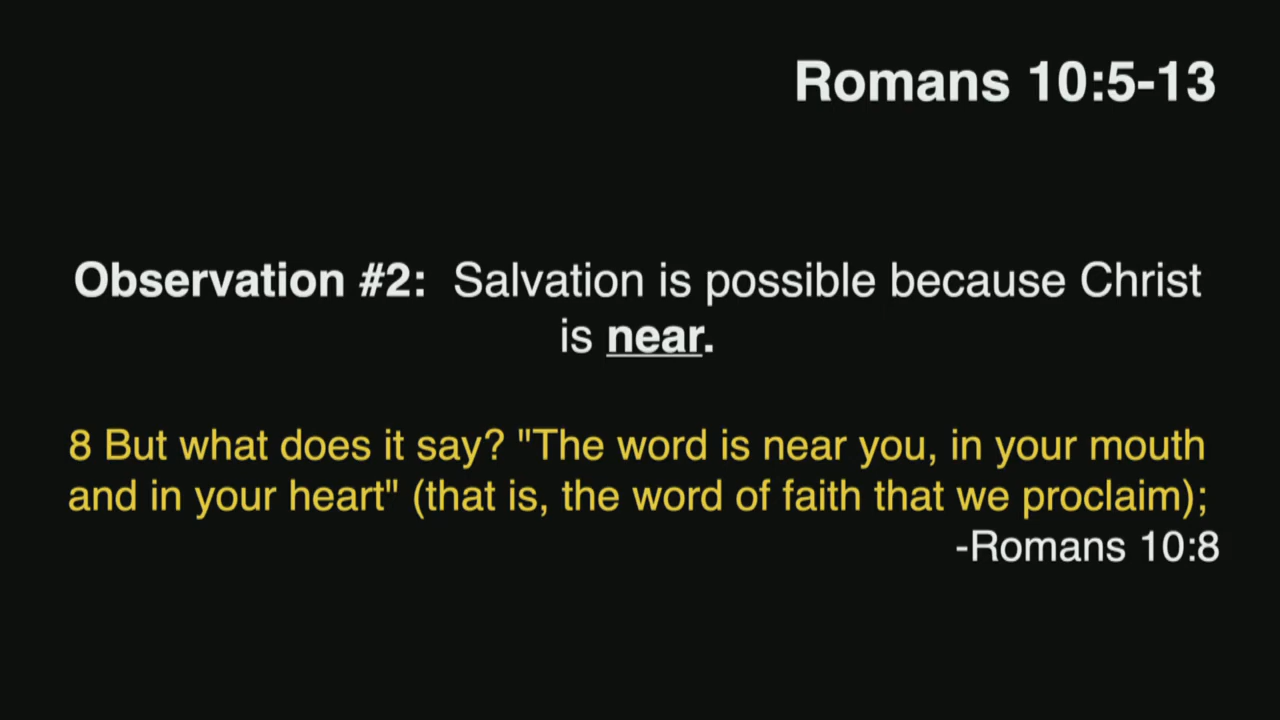 Romans 10:5-13
Observation #2: Salvation is possible because Christ
is near.
8 But what does it say? "The word is near you, in your mouth
and in your heart" (that is, the word of faith that we proclaim);
-Romans 10:8